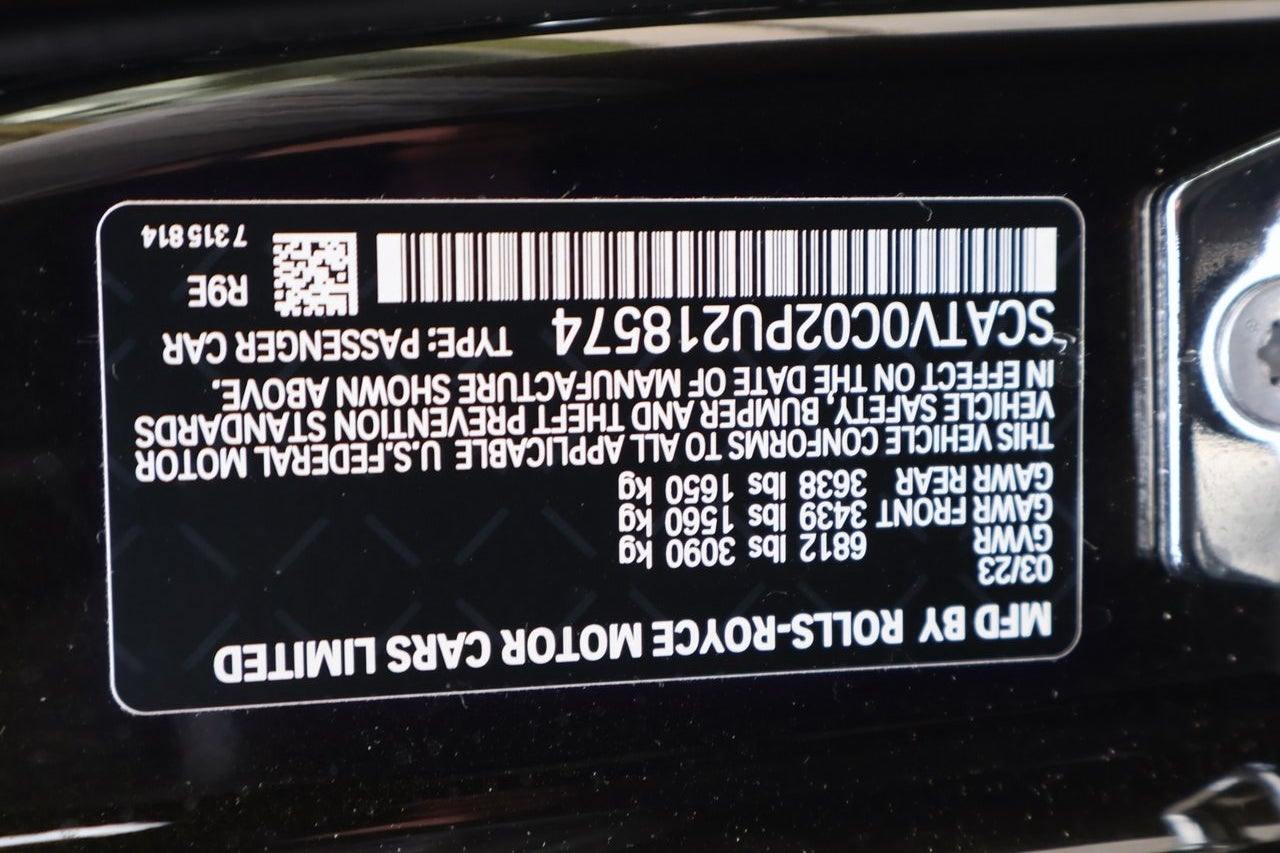 MFD BY ROLLS-ROYCE MOTOR CARS LIMITED
03/23
GVWR 6812 lbs 3090 kg
GAWR FRONT 3439 lbs 1560 kg
GAWR REAR 3638 lbs 1650 kg
THIS VEHICLE CONFORMS TO ALL APPLICABLE U.S.FEDERAL MOTOR
VEHICLE SAFETY, BUMPER AND THEFT PREVENTION STANDARDS
IN EFFECT ON THE DATE OF MANUFACTURE SHOWN ABOVE.
SCATV0C02PU218574 TYPE: PASSENGER CAR
R9E
7315814